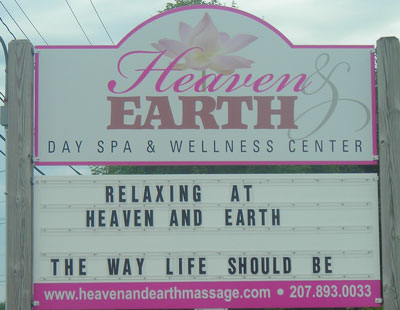 Heaven &
EARTH
DAY SPA & WELLNESS CENTER
RELAXING AT
HEAVEN AND EARTH
THE WAY LIFE SHOULD BE
www.heavenandearthmassage.com • 207.893.0033